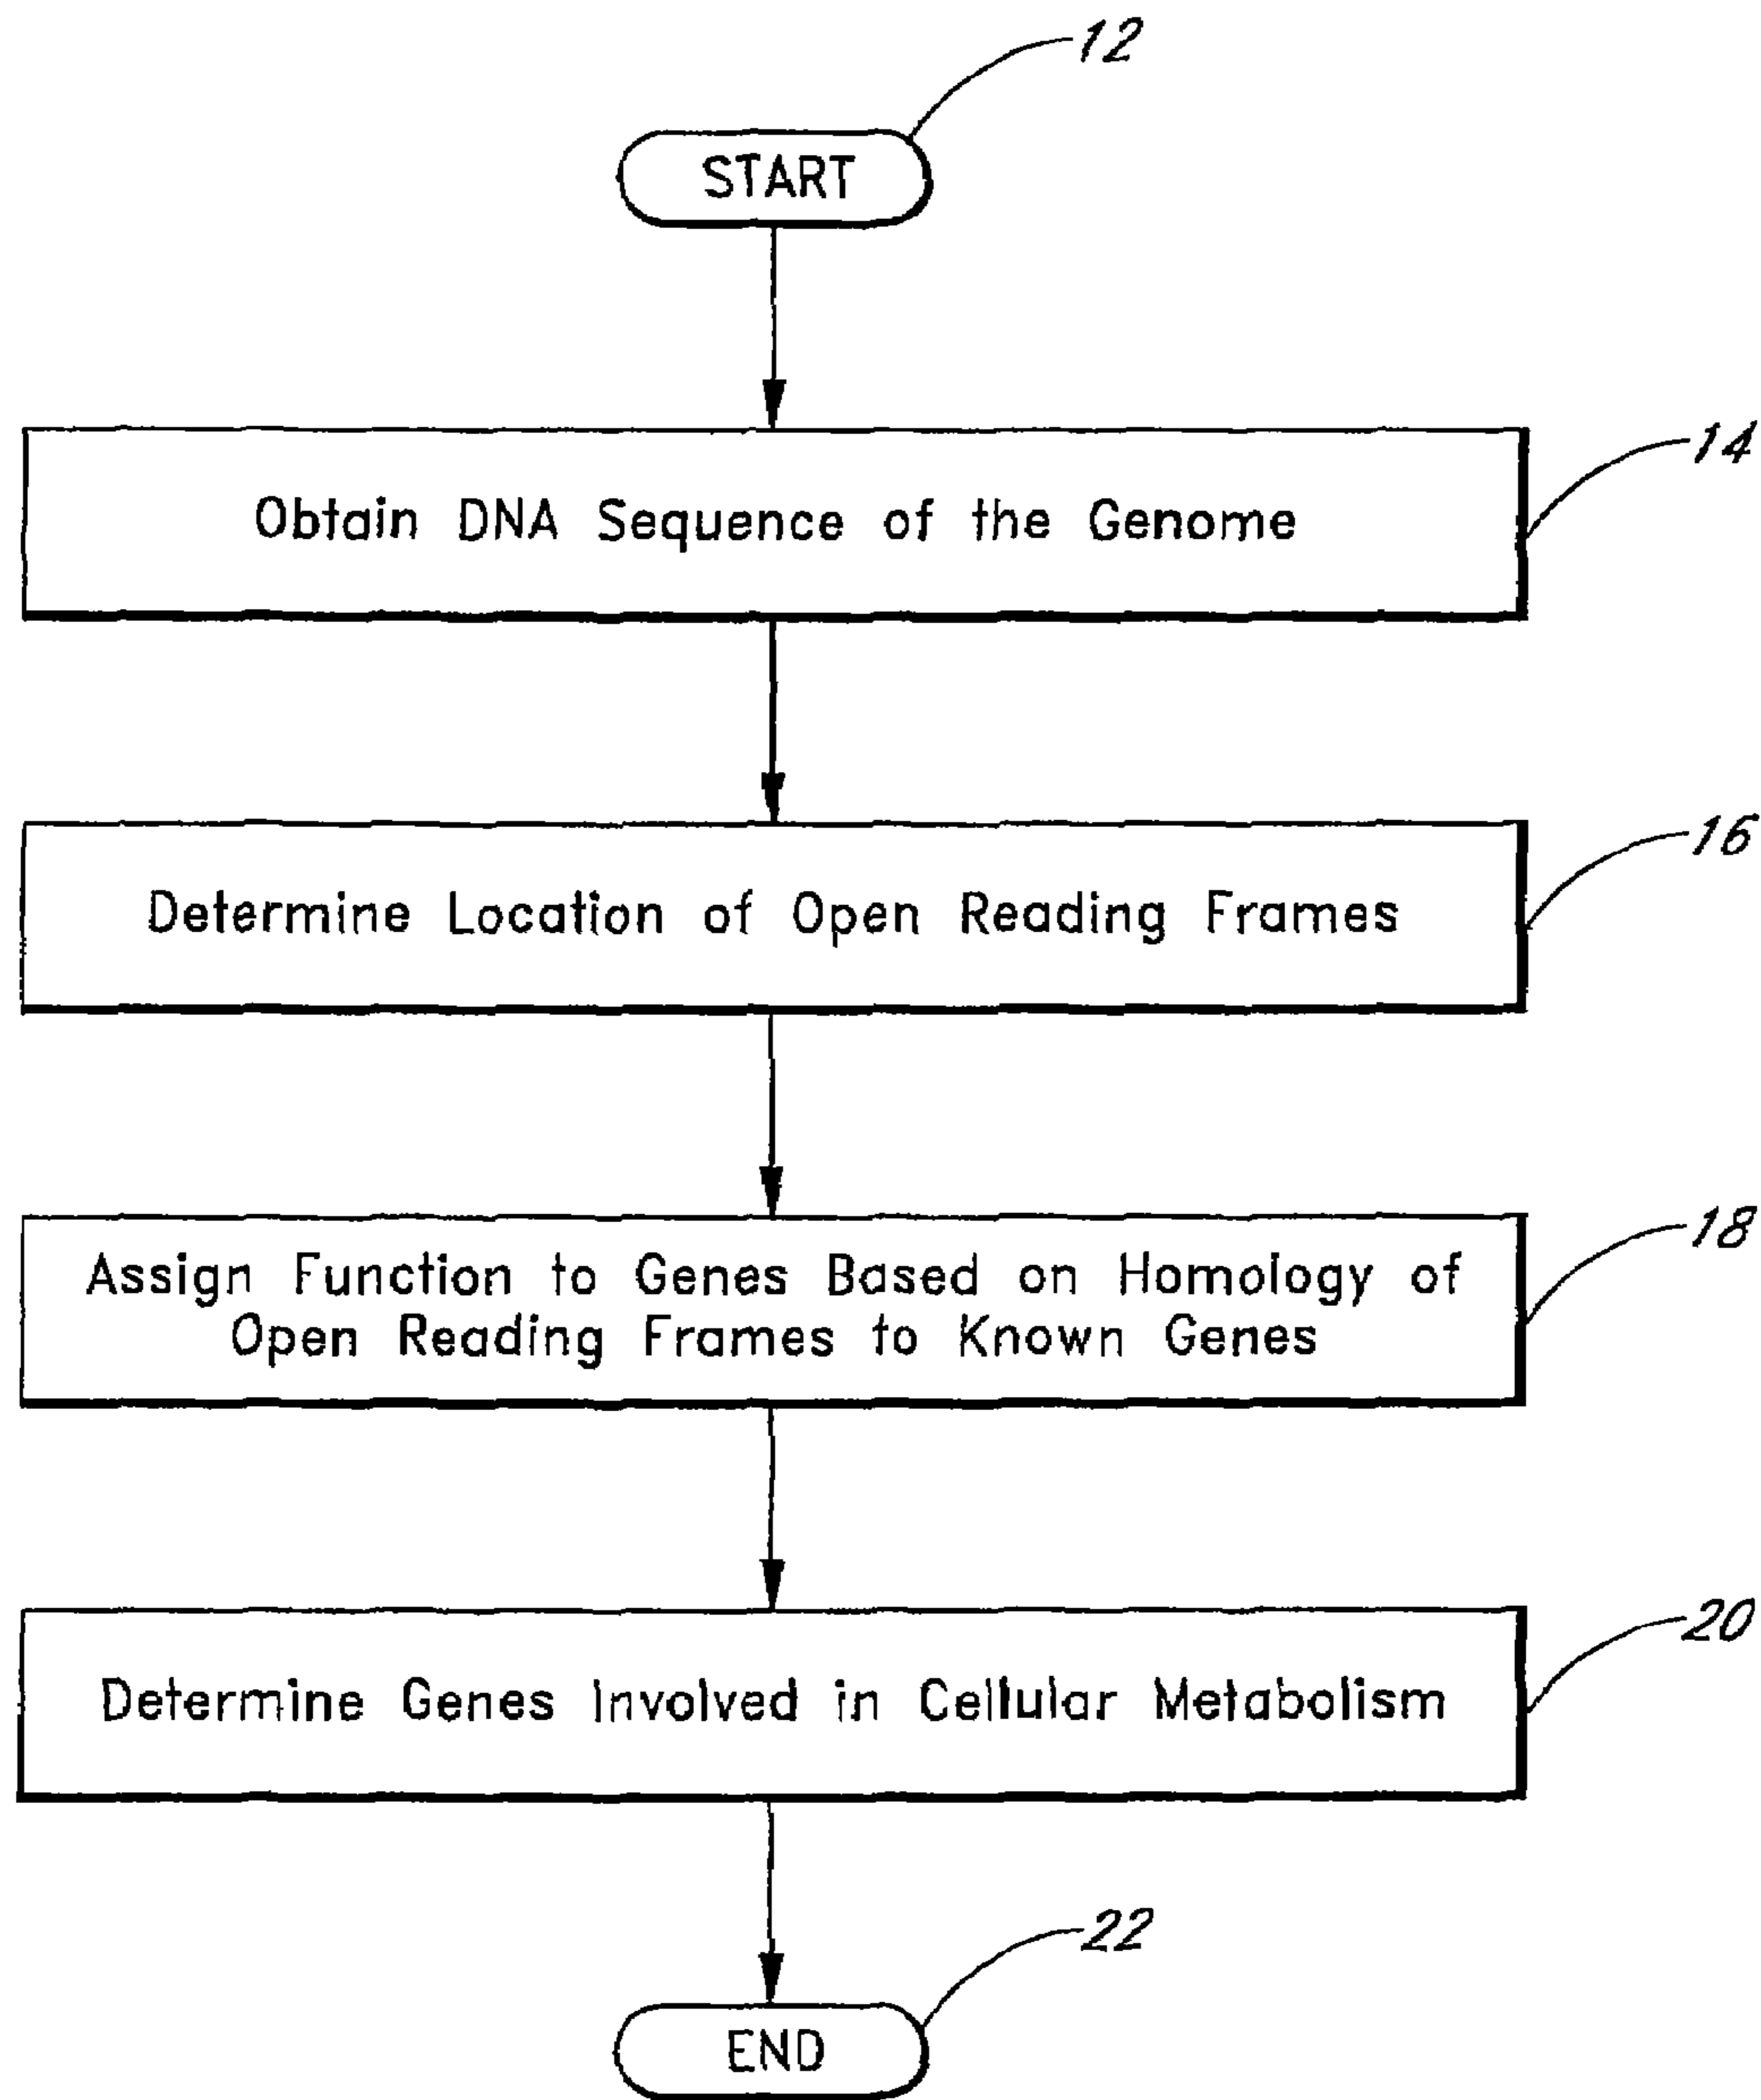 12
START
14
Obtain DNA Sequence of the Genome
16
Determine Location of Open Reading Frames
18
Assign Function to Genes Based on Homology of
Open Reading Frames to Known Genes
20
Determine Genes Involved in Cellular Metabolism
22
END